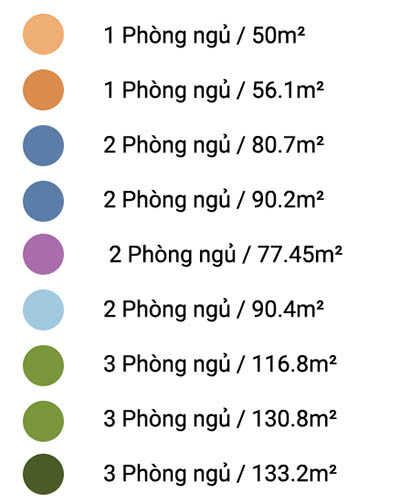 1 Phòng ngủ / 50m²
1 Phòng ngủ / 56.1m²
2 Phòng ngủ / 80.7m²
2 Phòng ngủ / 90.2m²
2 Phòng ngủ / 77.45m²
2 Phòng ngủ / 90.4m²
3 Phòng ngủ / 116.8m²
3 Phòng ngủ / 130.8m²
3 Phòng ngủ / 133.2m²